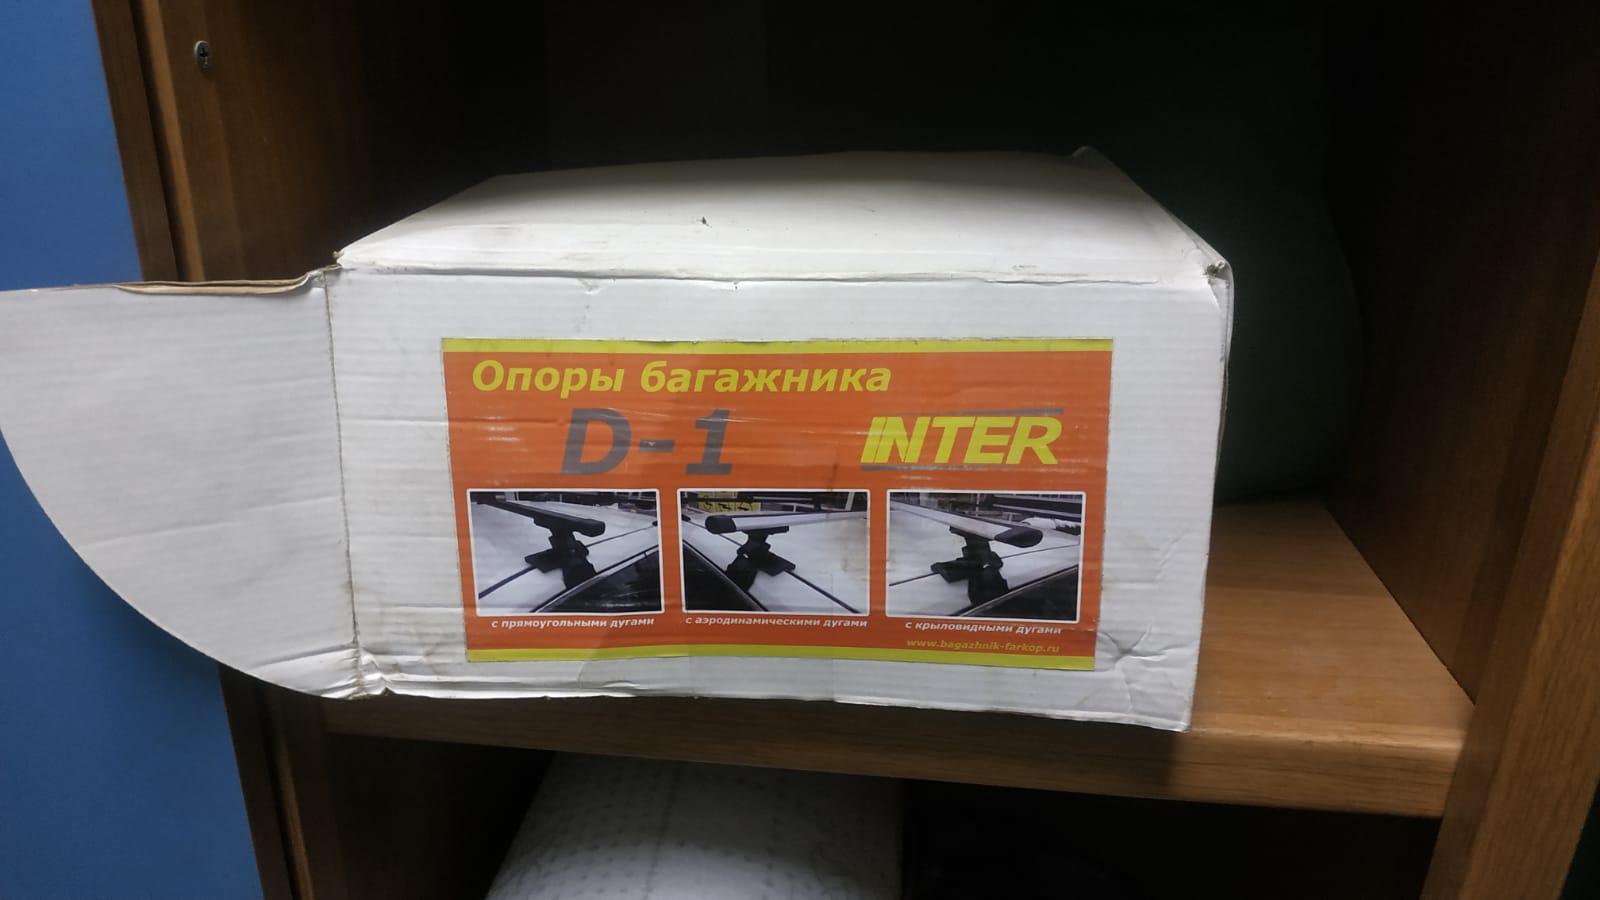 Опоры багажника
D-1
INTER
с прямоугольными дугами
с аэродинамическими дугами
с крыловидными дугами
www.bagazhnik-farkop.ru